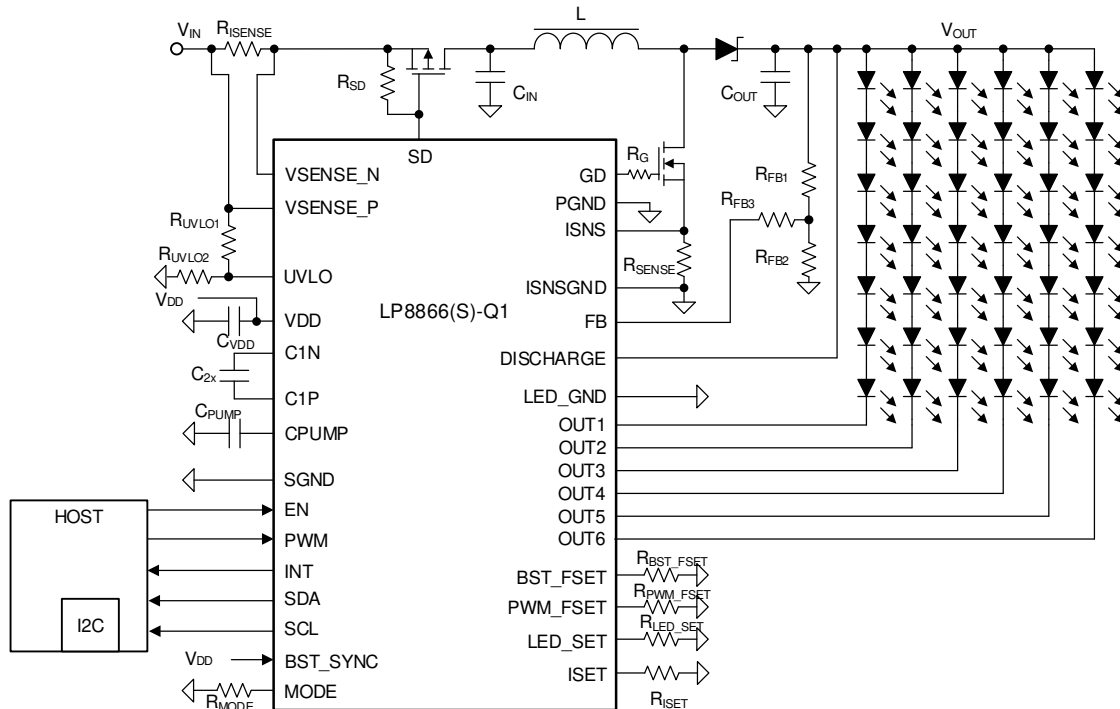 L
VIN
RISENSE
VOUT
RSD
CIN
COUT
SD
RG
VSENSE_N
GD
RFB1
VSENSE_P
PGND
RFB3
RUVLO1
ISNS
RUVLO2
RSENSE
RFB2
UVLO
ISNSGND
VDD
LP8866(S)-Q1
VDD
FB
CVDD
C1N
DISCHARGE
C2x
C1P
LED_GND
CPUMP
OUT1
CPUMP
OUT2
OUT3
SGND
OUT4
HOST
EN
OUT5
PWM
OUT6
INT
BST_FSET
RBST_FSET
SDA
PWM_FSET
RPWM_FSET
I2C
SCL
LED_SET
RLED_SET
VDD
BST_SYNC
ISET
MODE
RMODE
RISET